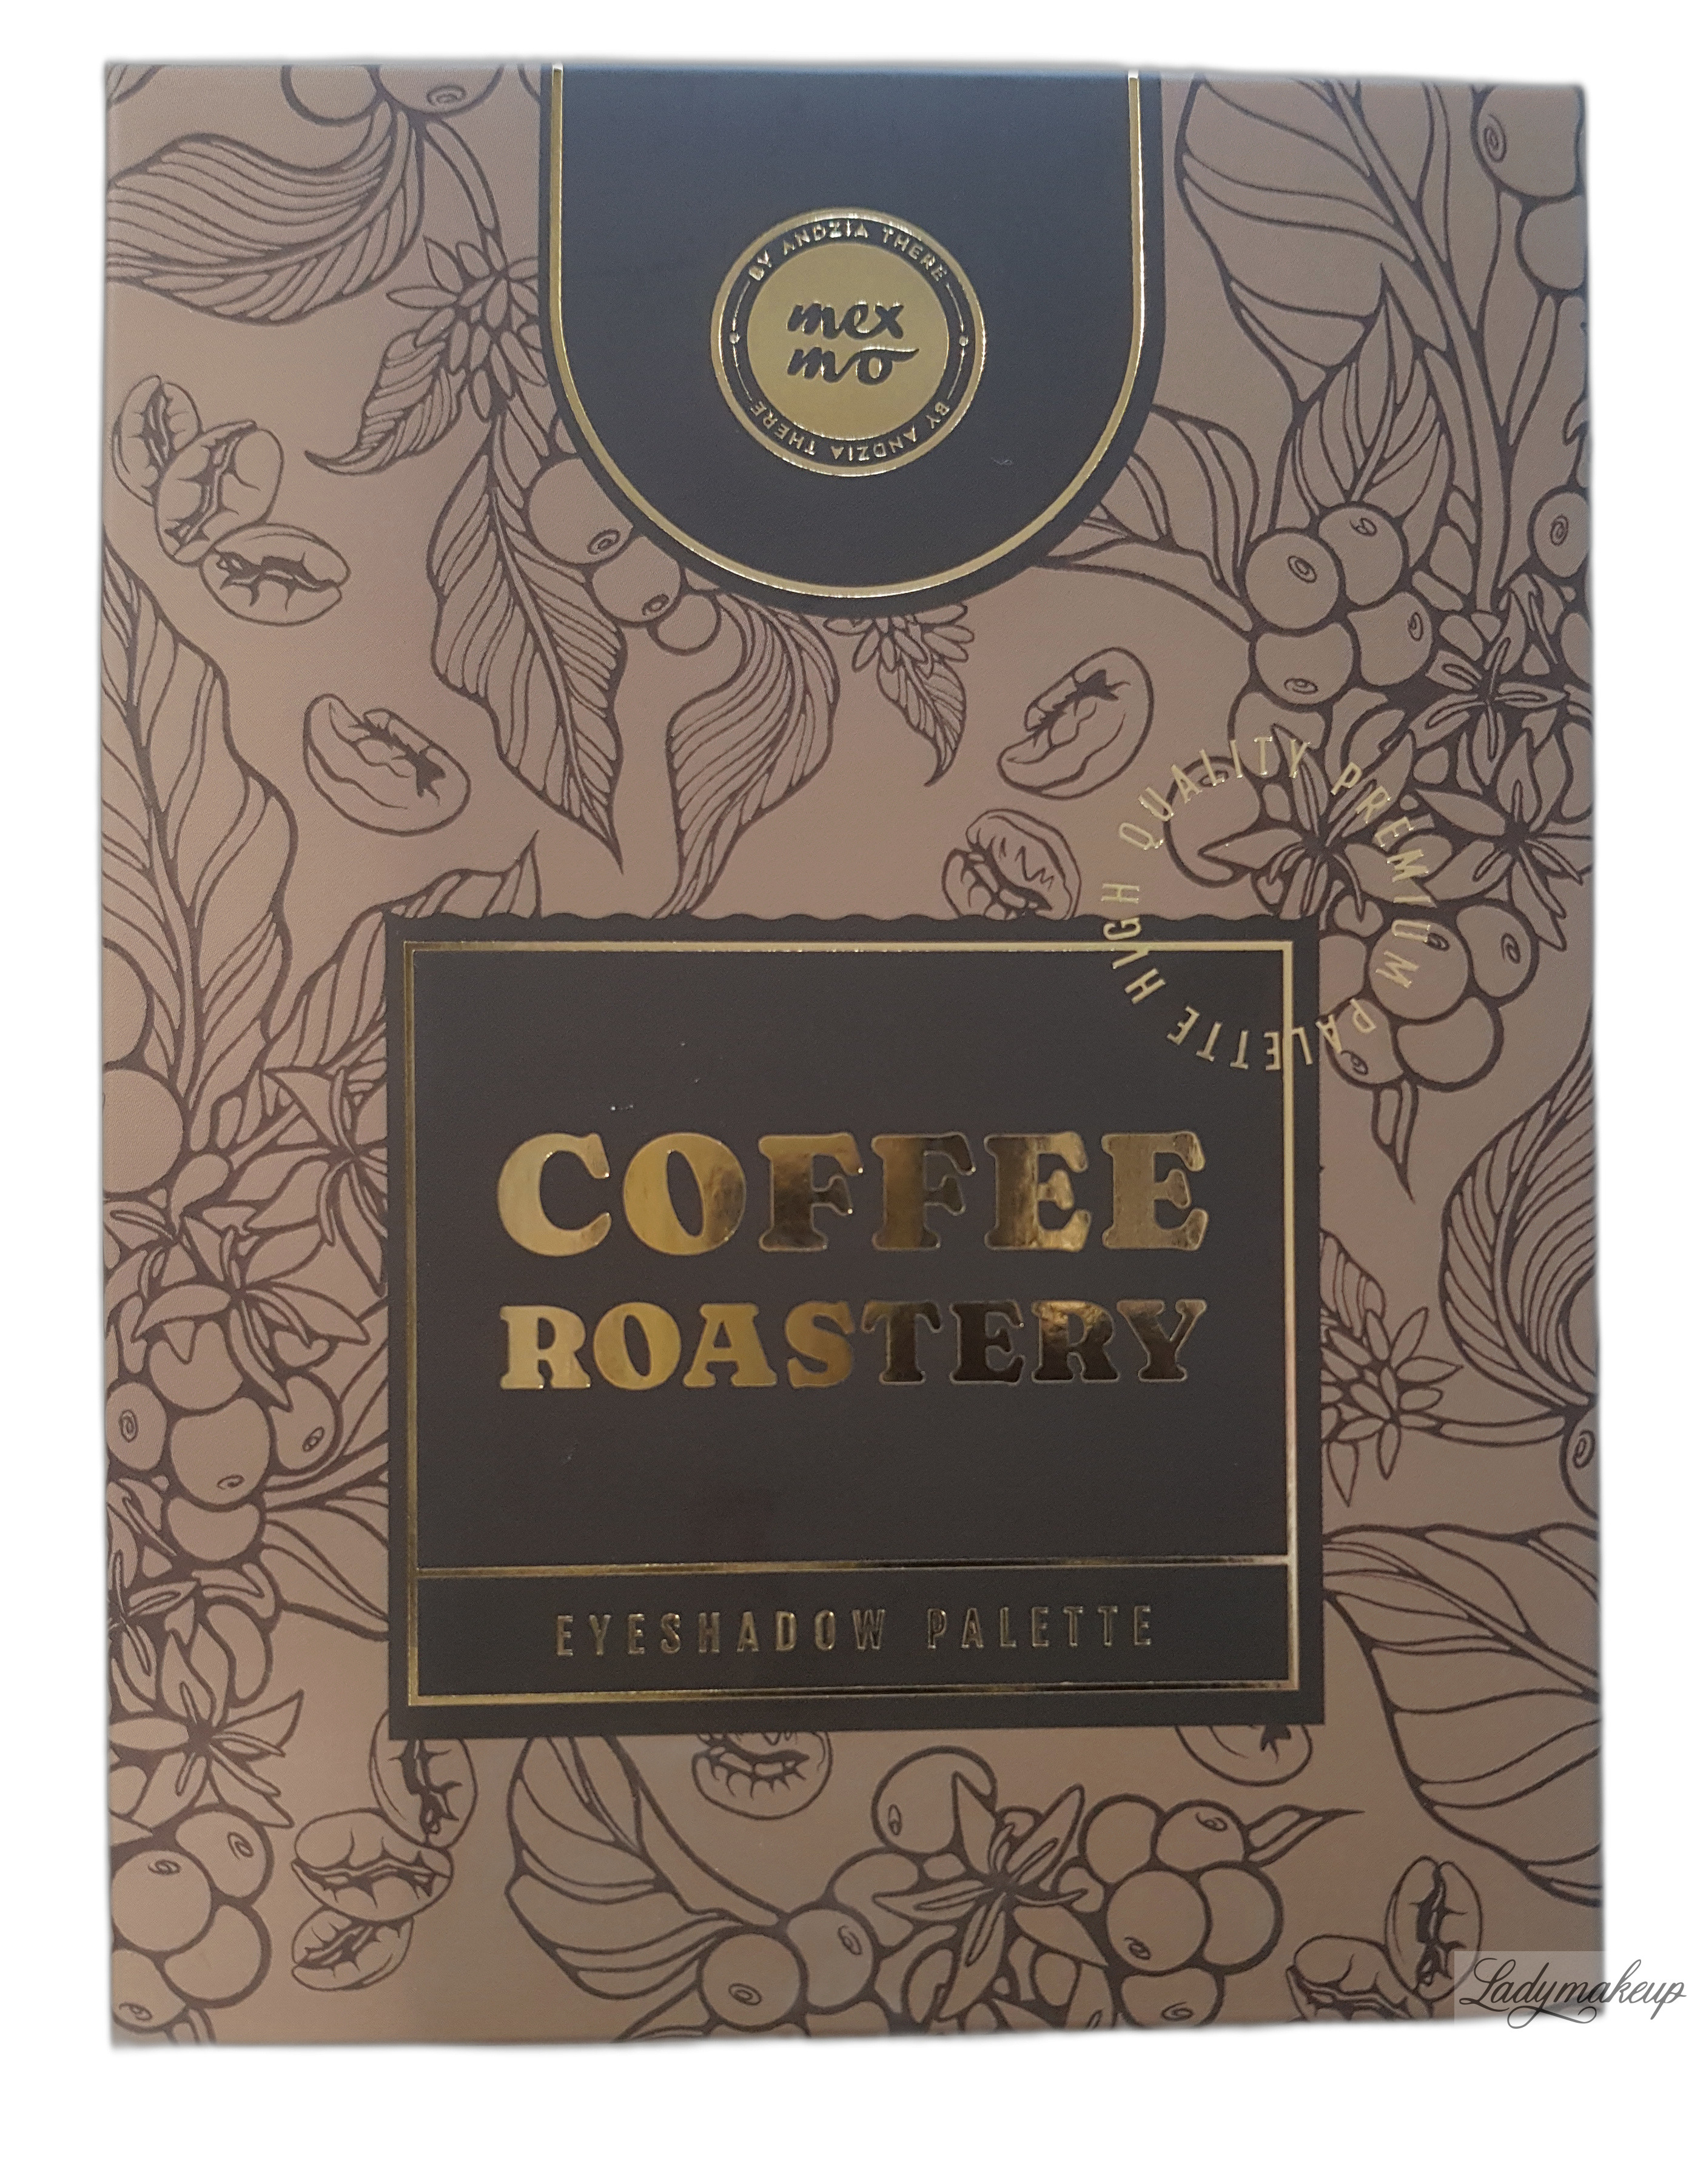 BY ANDZIA THERE
mex
mo
BY ANDZIA THERE
HIGH QUALITY PREMIUM PALETTE
COFFEE
ROASTERY
EYESHADOW PALETTE
Ladymakeup